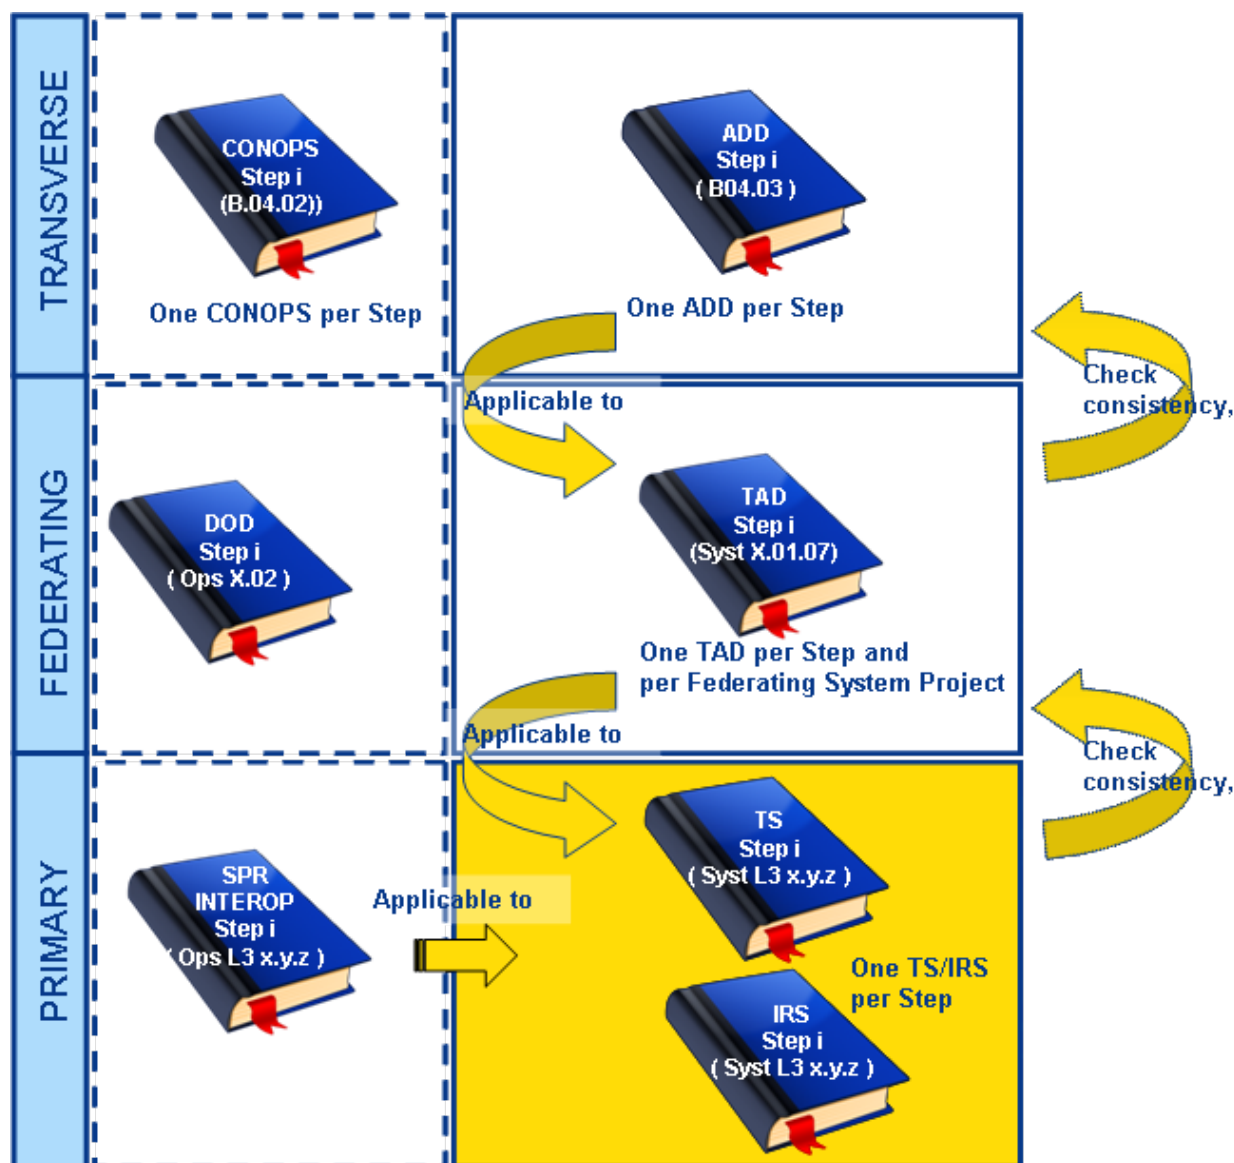 TRANSVERSE
CONOPS
Step i
(B.04.02))
One CONOPS per Step
ADD
Step i
( B04.03 )
One ADD per Step
Applicable to
Check
consistency,
FEDERATING
DOD
Step i
( Ops X.02 )
TAD
Step i
(Syst X.01.07)
One TAD per Step and
per Federating System Project
Applicable to
Check
consistency,
PRIMARY
SPR
INTEROP
Step i
( Ops L3 x.y.z )
Applicable to
TS
Step i
( Syst L3 x.y.z )
One TS/IRS
per Step
IRS
Step i
( Syst L3 x.y.z )